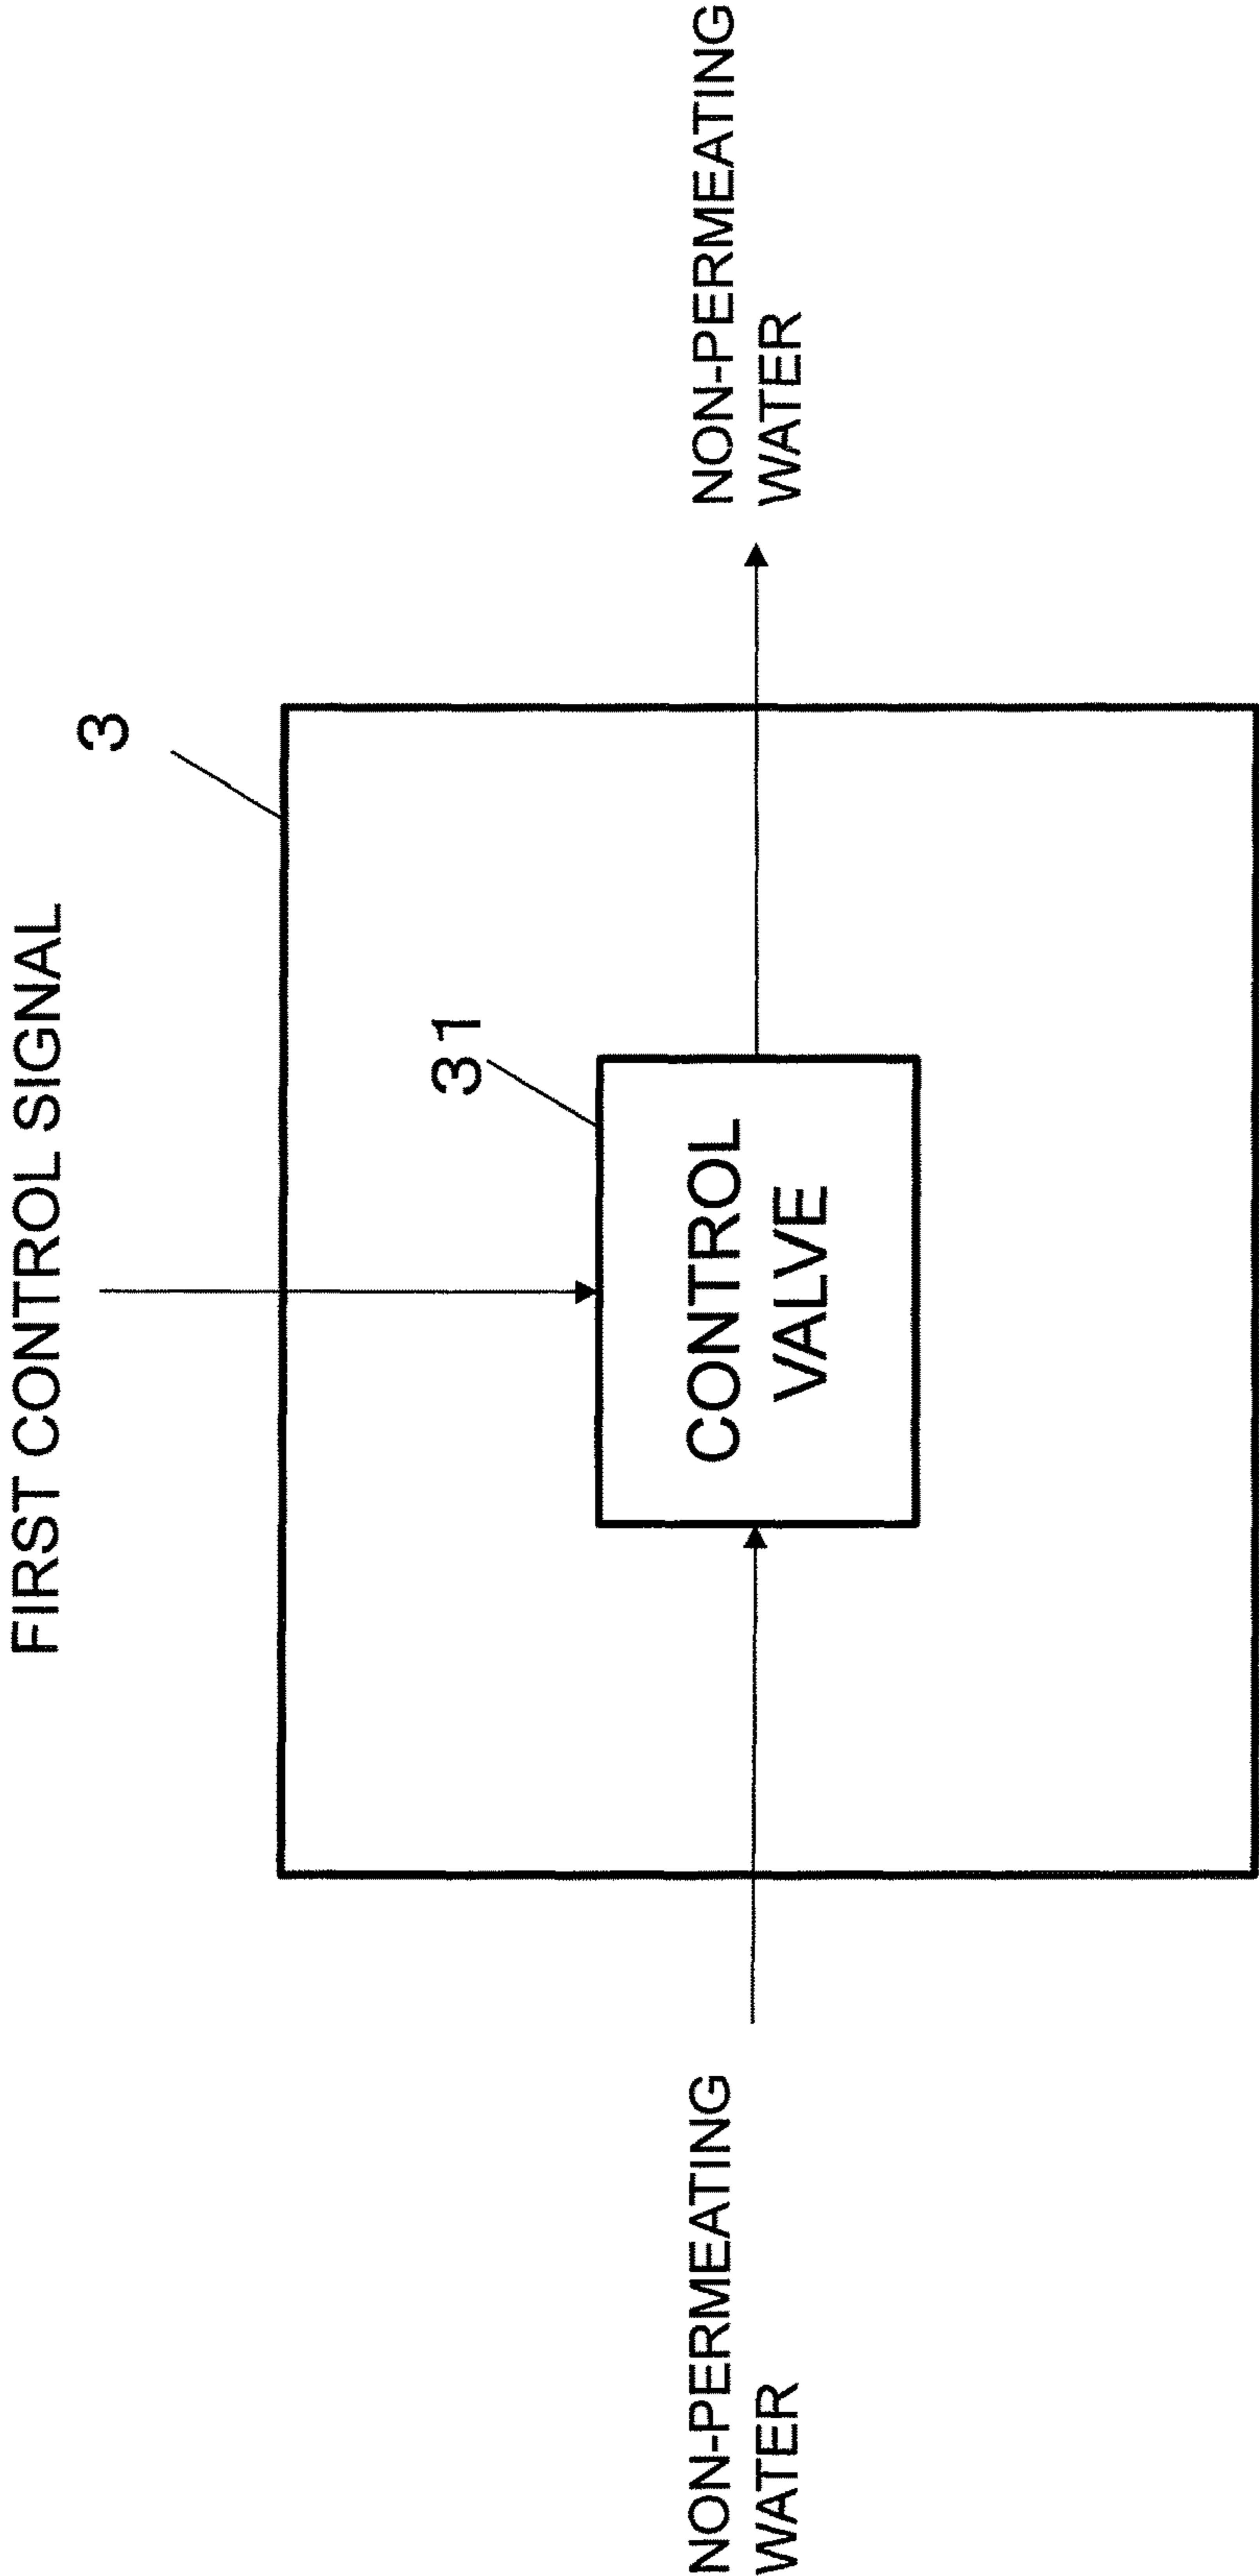 FIRST CONTROL SIGNAL
3
31
NON-PERMEATING
WATER
CONTROL
VALVE
NON-PERMEATING
WATER